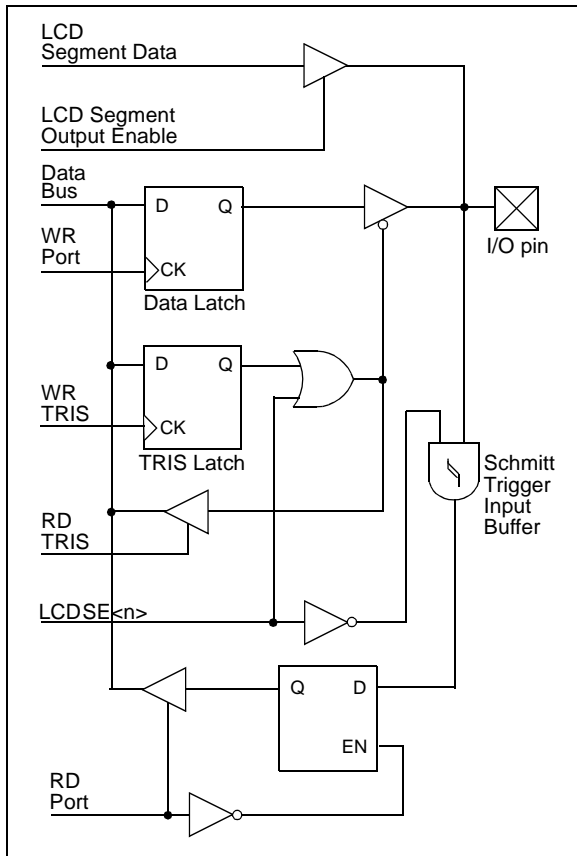 LCD
Segment Data
LCD Segment
Output Enable
Data
Bus
D
Q
WR
Port
CK
I/O pin
Data Latch
D
Q
WR
TRIS
CK
TRIS Latch
Schmitt
Trigger
Input
Buffer
RD
TRIS
LCDSE<n>
Q
D
EN
RD
Port